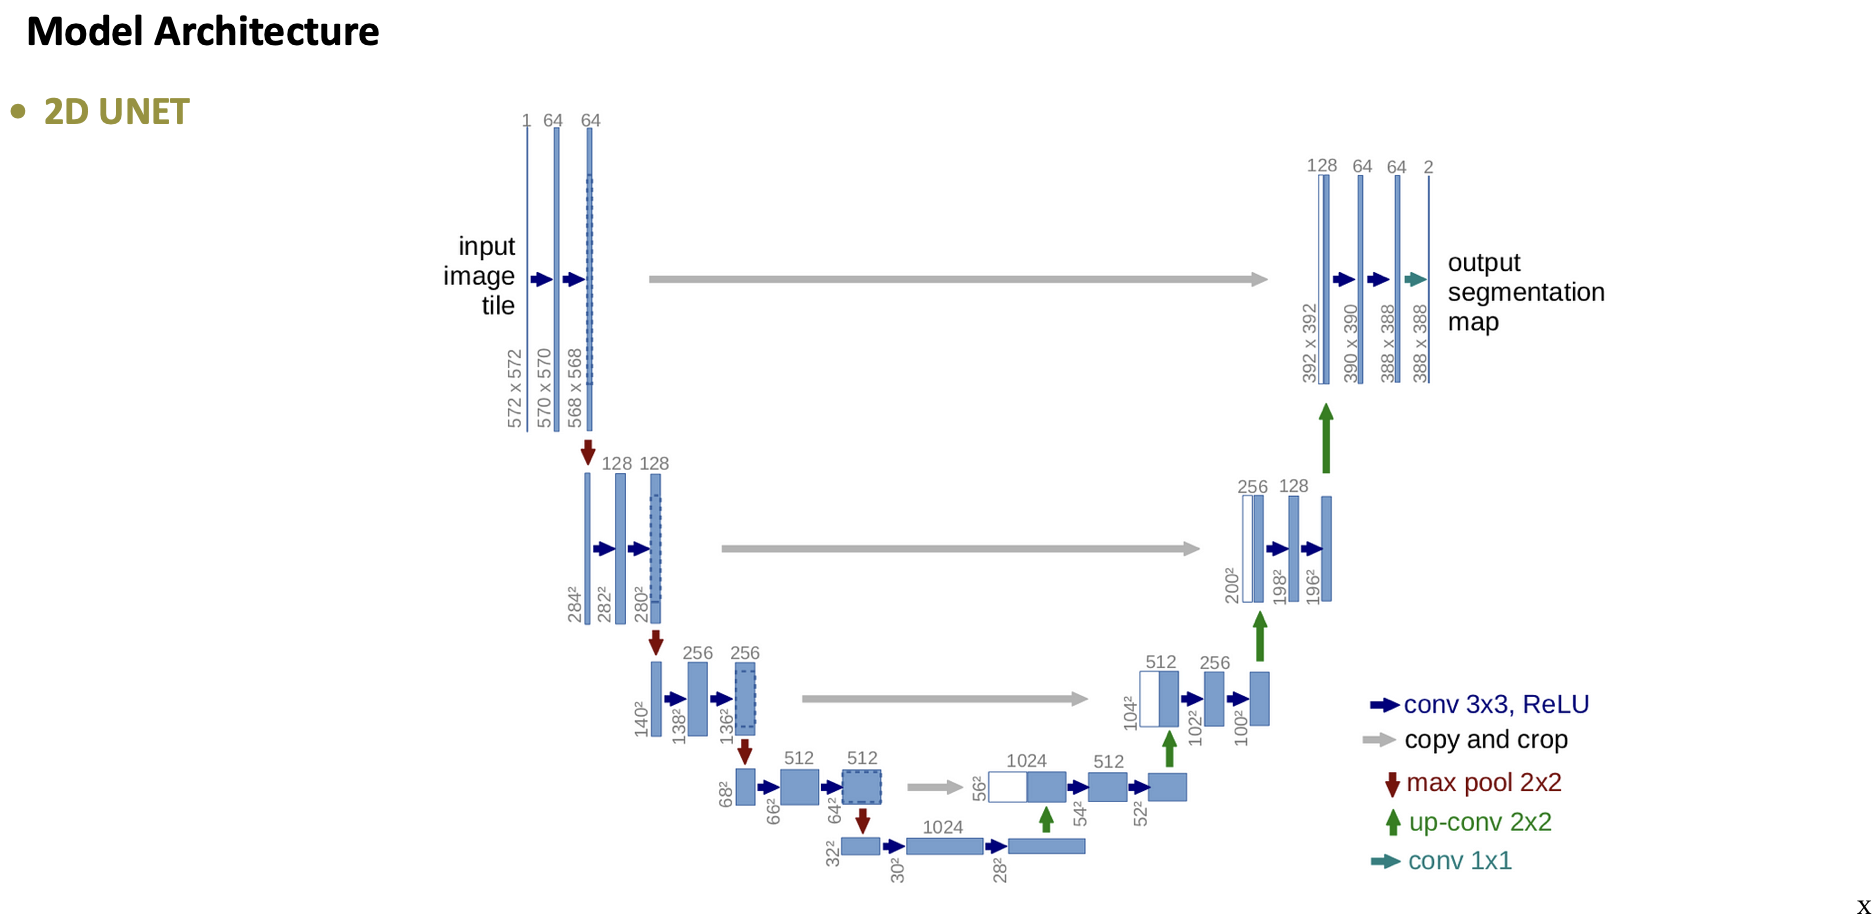 Model Architecture
• 2D UNET
1 64 64
input
image
tile
572 x 572
570 x 570
568 x 568
128 64 64 2
output
segmentation
map
392 x 392
390 x 390
388 x 388
388 x 388
128 128
284²
282²
280²
256 128
200²
198²
196²
256 256
140²
138²
136²
512 256
104²
102²
100²
512 512
68²
66²
64²
1024 512
56²
54²
52²
1024
32²
30²
28²
conv 3x3, ReLU
copy and crop
max pool 2x2
up-conv 2x2
conv 1x1
x